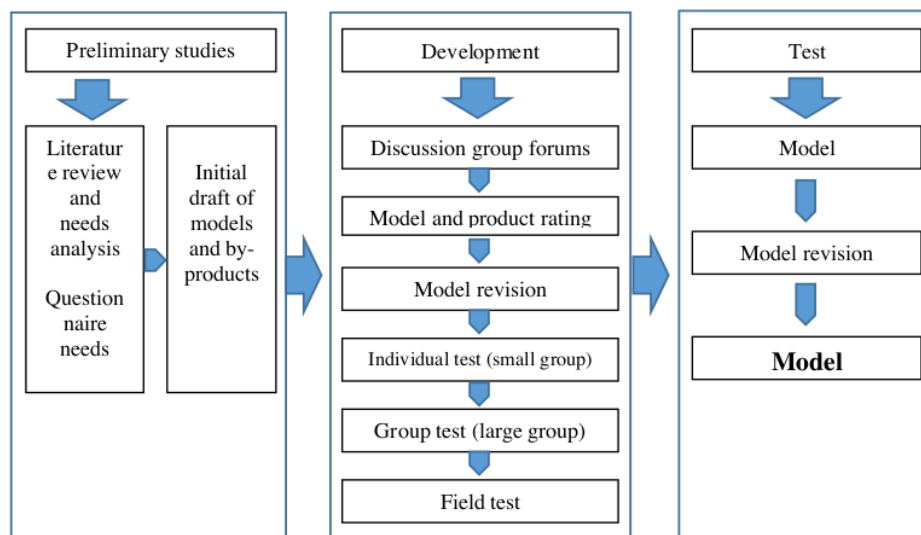 Preliminary studies
Literatur
e review
and
needs
analysis
Question
naire
needs
Initial
draft of
models
and by-
products
Development
Discussion group forums
Model and product rating
Model revision
Individual test (small group)
Group test (large group)
Field test
Test
Model
Model revision
Model